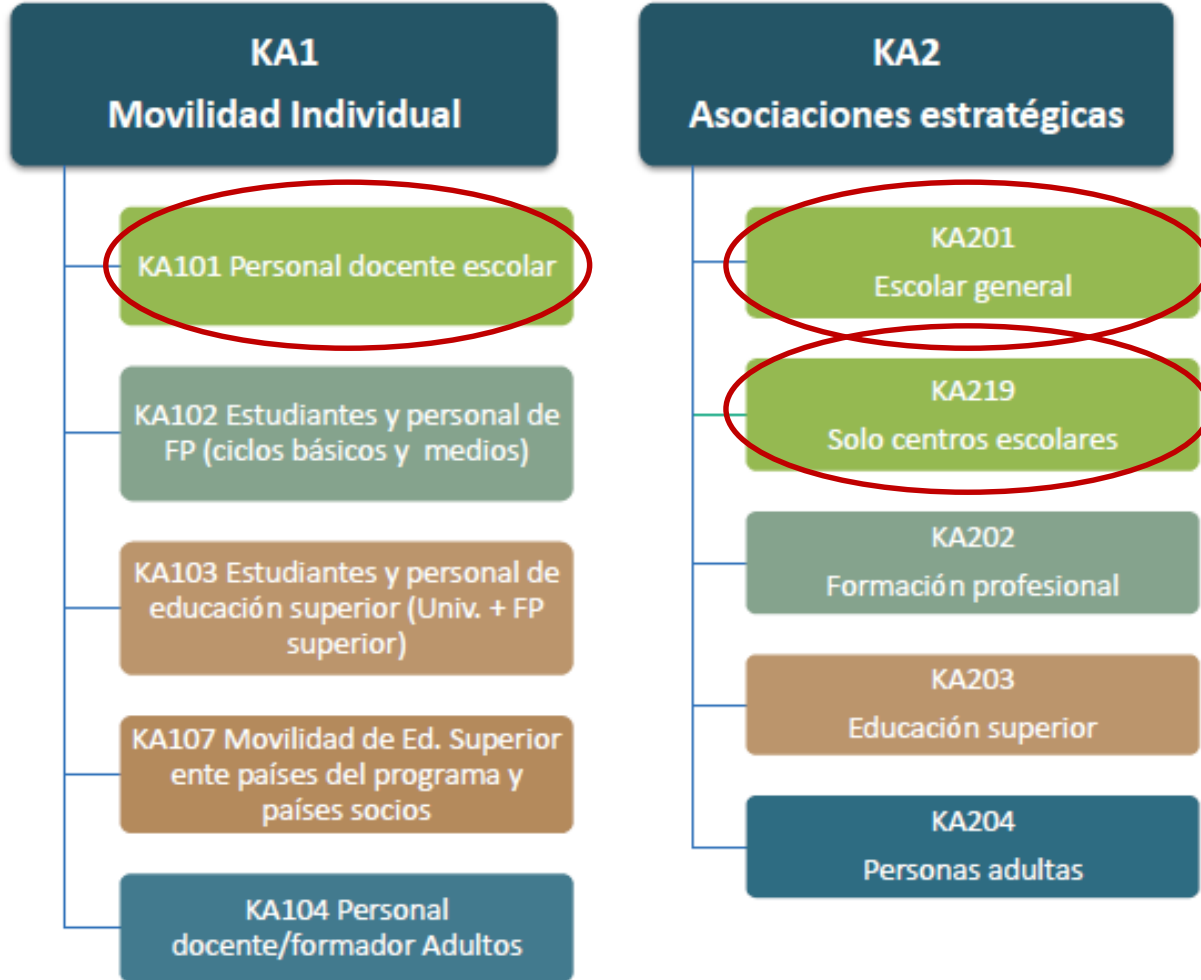 KA1
Movilidad Individual
KA101 Personal docente escolar
KA102 Estudiantes y personal de
FP (ciclos básicos y medios)
KA103 Estudiantes y personal de
educación superior (Univ. + FP
superior)
KA107 Movilidad de Ed. Superior
ente países del programa y
países socios
KA104 Personal
docente/formador Adultos
KA2
Asociaciones estratégicas
KA201
Escolar general
KA219
Solo centros escolares
KA202
Formación profesional
KA203
Educación superior
KA204
Personas adultas